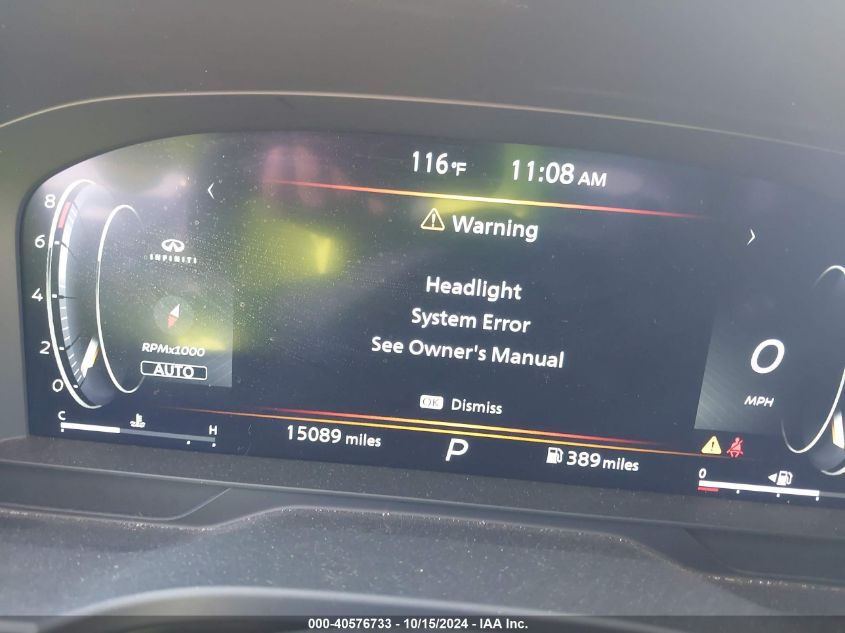 116°F 11:08 AM
Warning
Headlight
System Error
See Owner's Manual
OK Dismiss
8
6
4
2
0
INFINITI
RPMx1000
AUTO
0
MPH
C H
15089 miles
P
389 miles
0
000-40576733 - 10/15/2024 - IAA Inc.